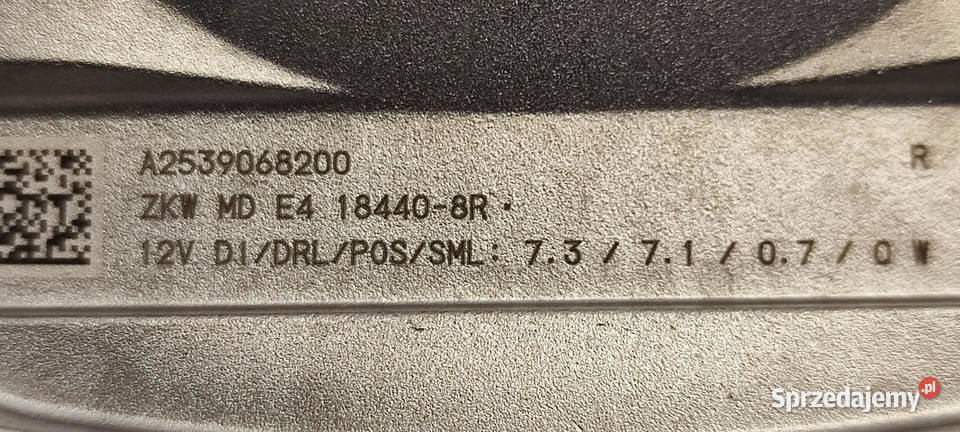 A2539068200 R
ZKW MD E4 18440-8R
12V DI/DRL/POS/SML: 7.3 / 7.1 / 0.7 / 0 W
Sprzedajemy.pl